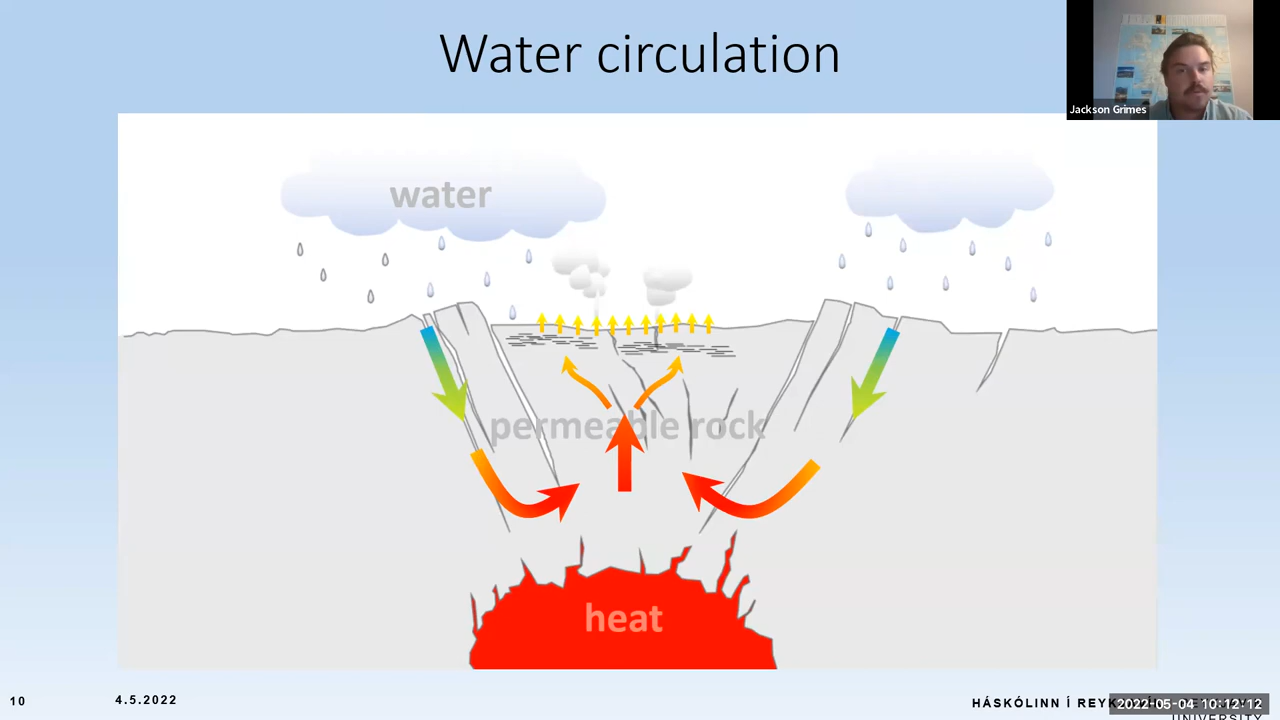 Water circulation
Jackson Grimes
water
permeable rock
heat
10
4.5.2022
HÁSKÓLINN Í
2022-05-04 10:12:12
UNIVERSITY